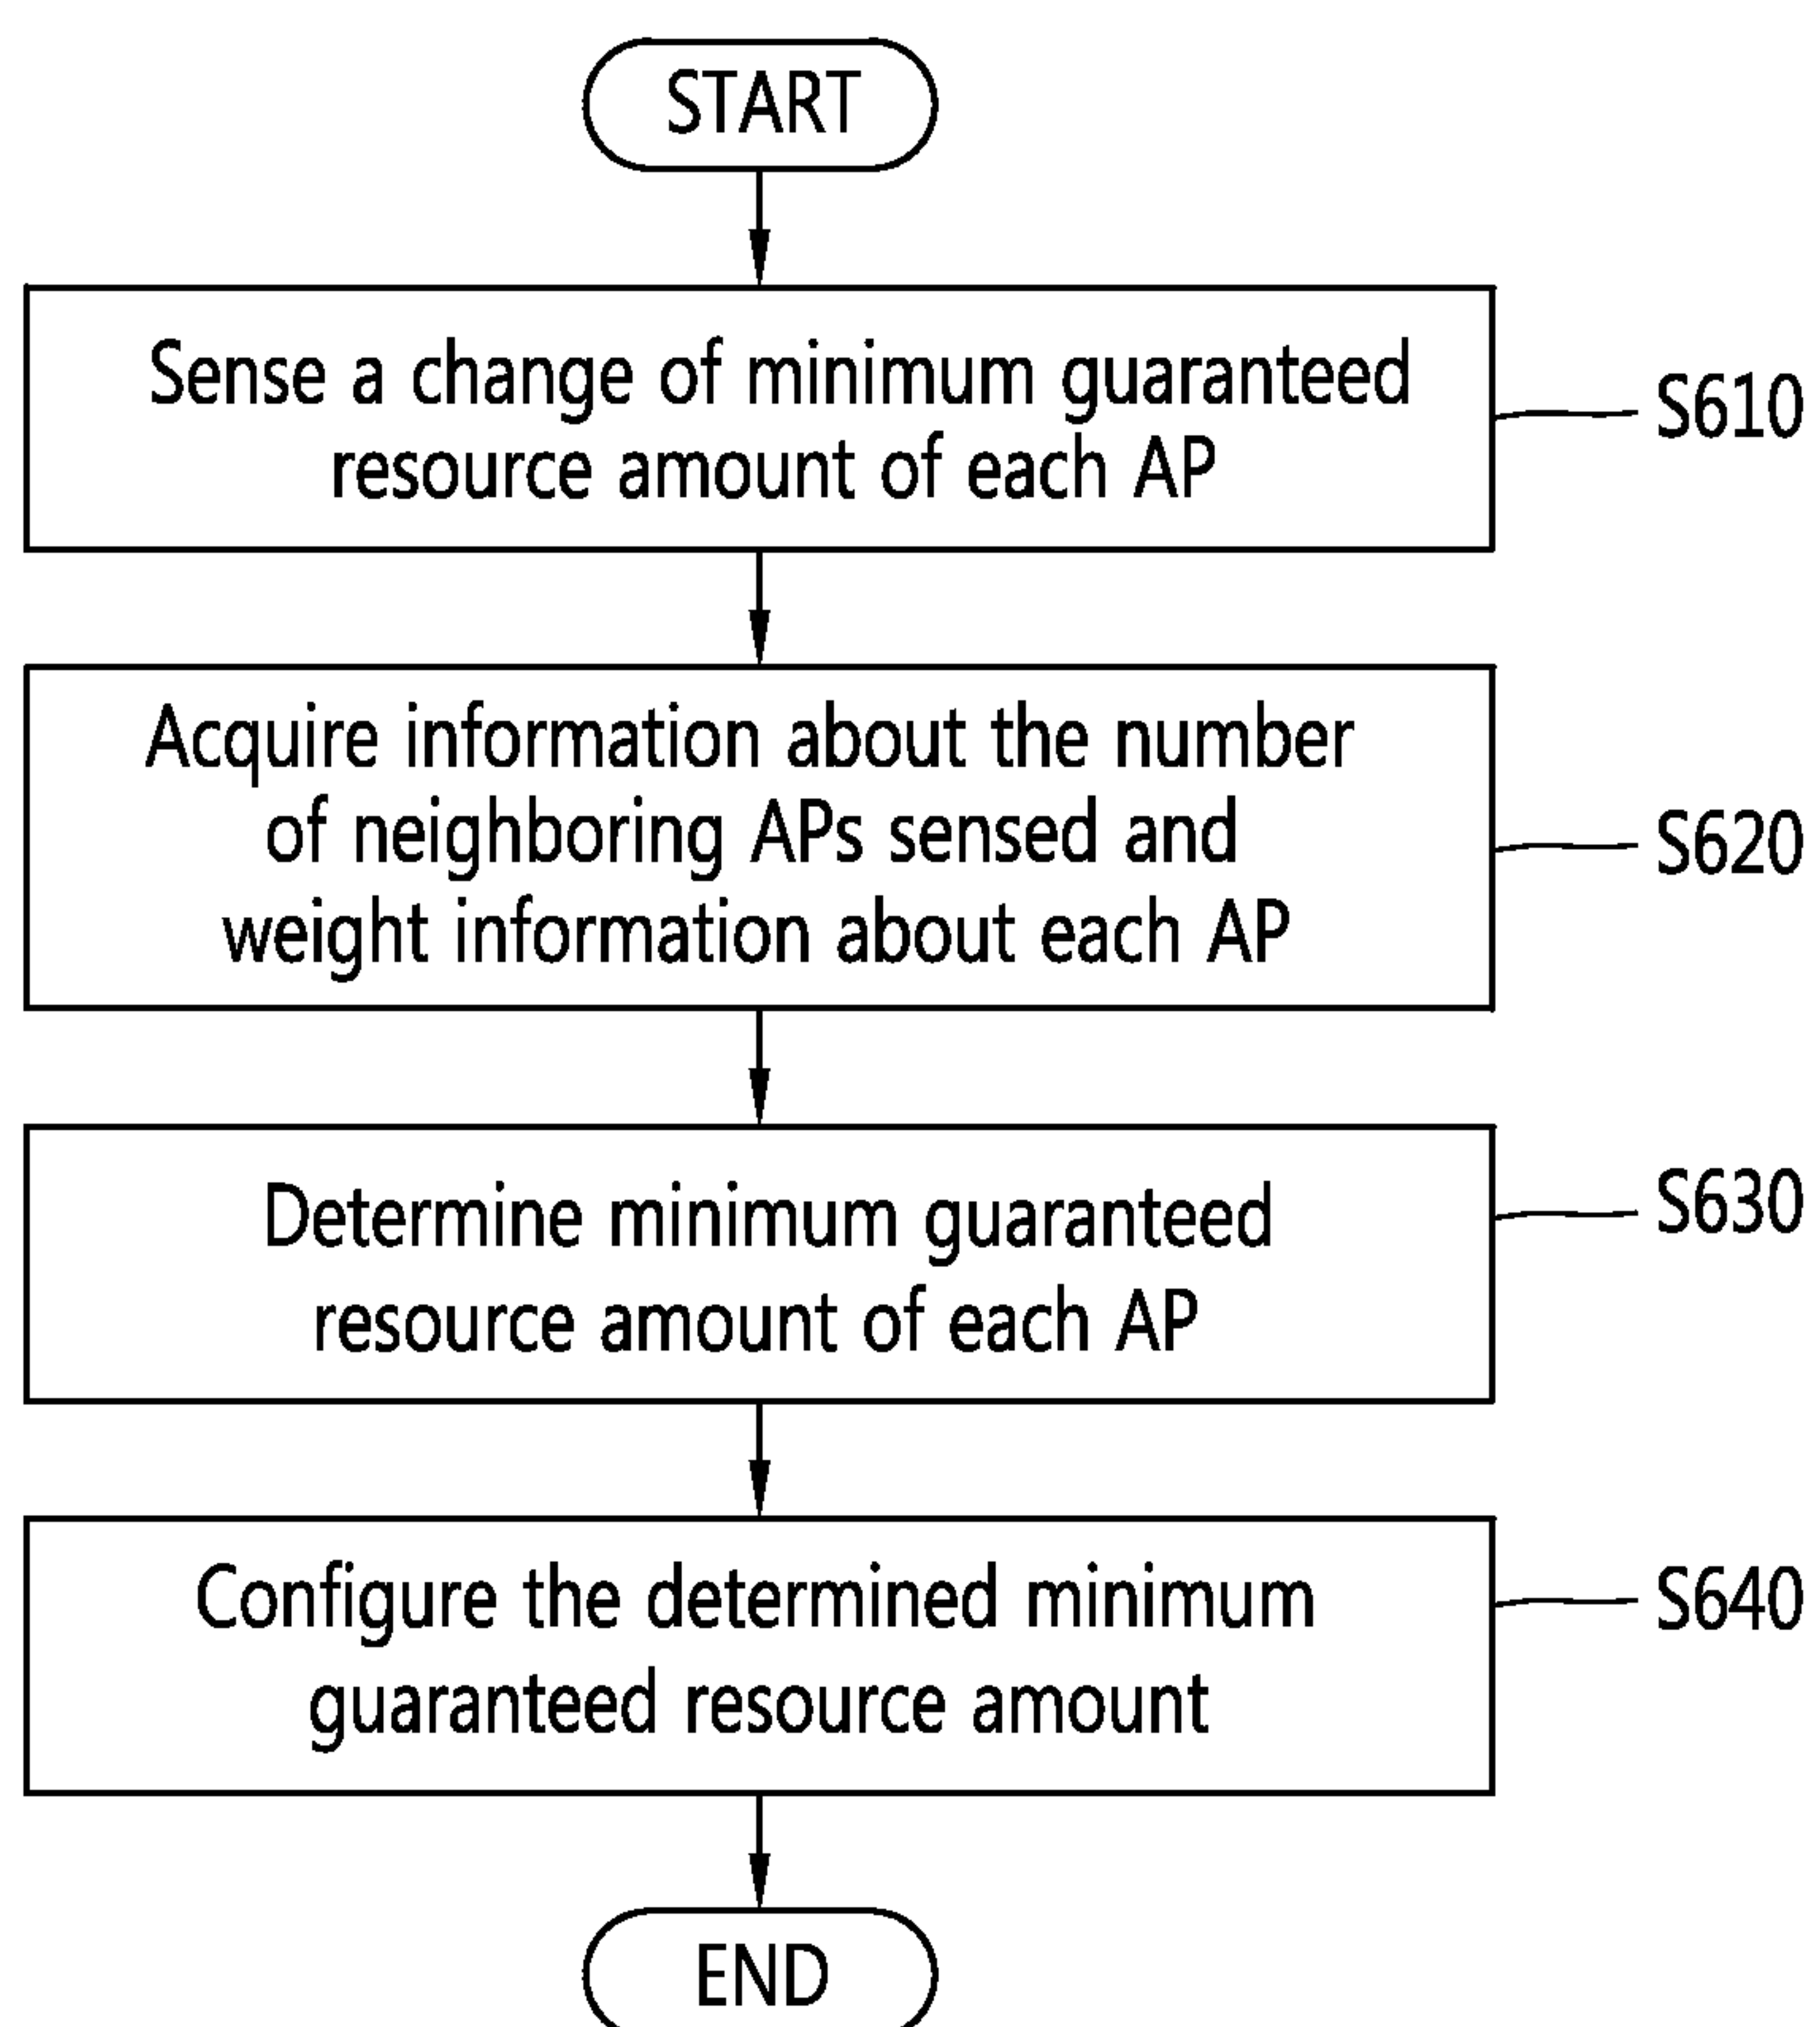 START
Sense a change of minimum guaranteed
resource amount of each AP
S610
Acquire information about the number
of neighboring APs sensed and
weight information about each AP
S620
Determine minimum guaranteed
resource amount of each AP
S630
Configure the determined minimum
guaranteed resource amount
S640
END